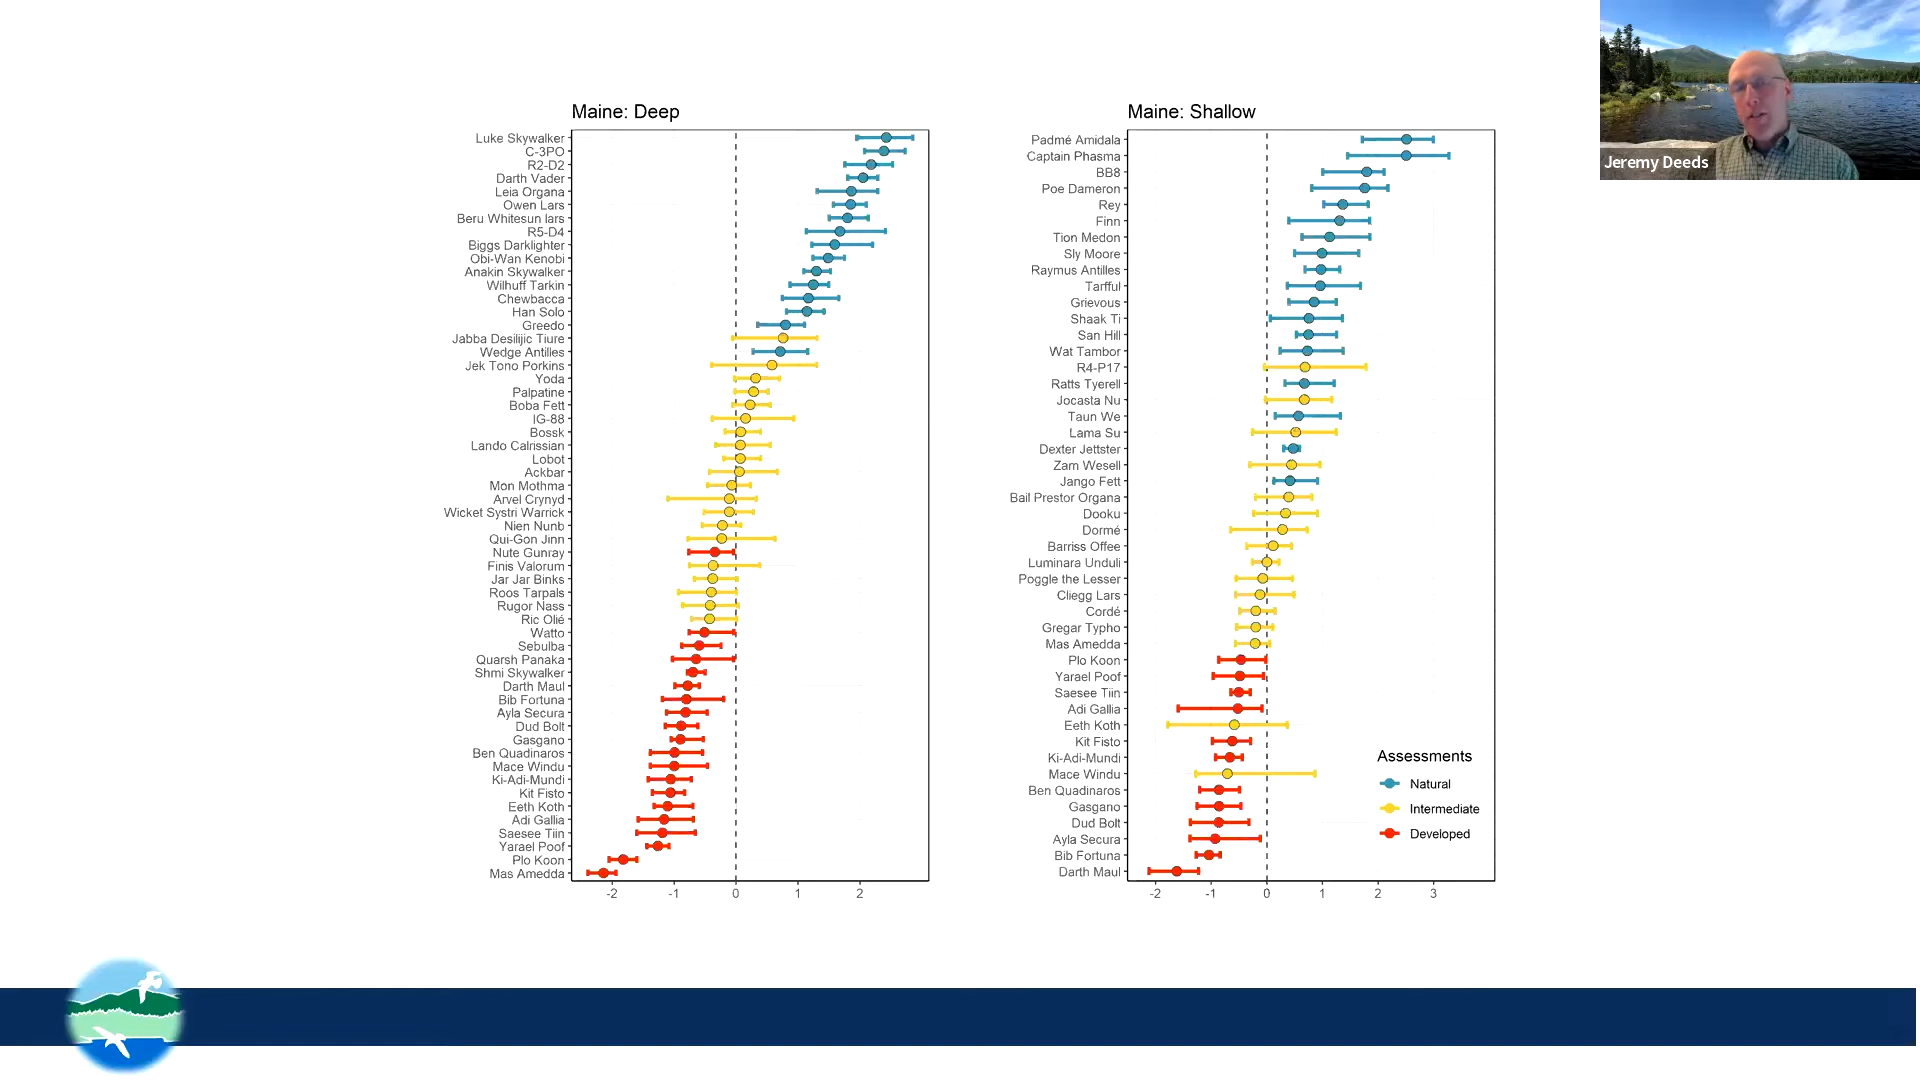 Jeremy Deeds
Maine: Deep
Luke Skywalker
C-3PO
R2-D2
Darth Vader
Leia Organa
Owen Lars
Beru Whitesun lars
R5-D4
Biggs Darklighter
Obi-Wan Kenobi
Anakin Skywalker
Wilhuff Tarkin
Chewbacca
Han Solo
Greedo
Jabba Desilijic Tiure
Wedge Antilles
Jek Tono Porkins
Yoda
Palpatine
Boba Fett
IG-88
Bossk
Lando Calrissian
Lobot
Ackbar
Mon Mothma
Arvel Crynyd
Wicket Systri Warrick
Nien Nunb
Qui-Gon Jinn
Nute Gunray
Finis Valorum
Jar Jar Binks
Roos Tarpals
Rugor Nass
Ric Olié
Watto
Sebulba
Quarsh Panaka
Shmi Skywalker
Darth Maul
Bib Fortuna
Ayla Secura
Dud Bolt
Gasgano
Ben Quadinaros
Mace Windu
Ki-Adi-Mundi
Kit Fisto
Eeth Koth
Adi Gallia
Saesee Tiin
Yarael Poof
Plo Koon
Mas Amedda
-2 -1 0 1 2
Maine: Shallow
Padmé Amidala
Captain Phasma
BB8
Poe Dameron
Rey
Finn
Tion Medon
Sly Moore
Raymus Antilles
Tarfful
Grievous
Shaak Ti
San Hill
Wat Tambor
R4-P17
Ratts Tyerell
Jocasta Nu
Taun We
Lama Su
Dexter Jettster
Zam Wesell
Jango Fett
Bail Prestor Organa
Dooku
Dormé
Barriss Offee
Luminara Unduli
Poggle the Lesser
Cliegg Lars
Cordé
Gregar Typho
Mas Amedda
Plo Koon
Yarael Poof
Saesee Tiin
Adi Gallia
Eeth Koth
Kit Fisto
Ki-Adi-Mundi
Mace Windu
Ben Quadinaros
Gasgano
Dud Bolt
Ayla Secura
Bib Fortuna
Darth Maul
-2 -1 0 1 2 3
Assessments
Natural
Intermediate
Developed